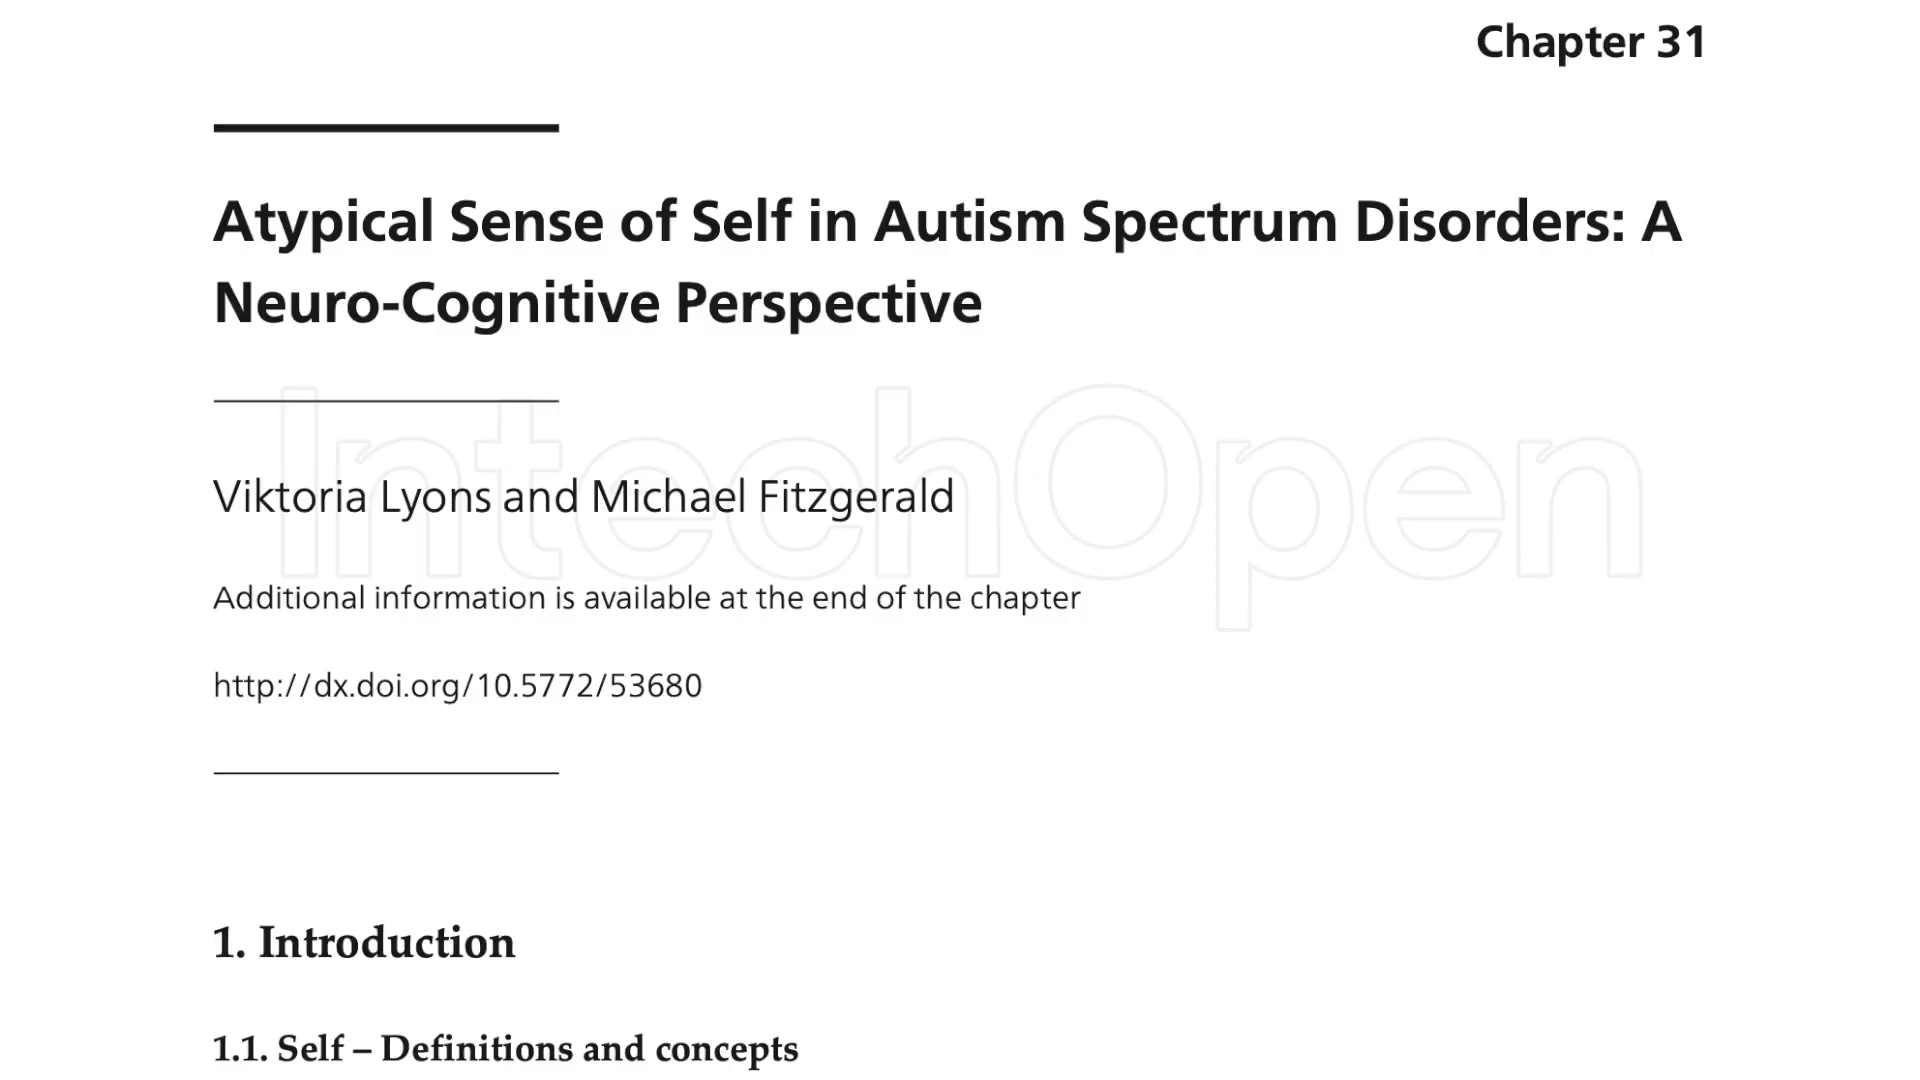 Chapter 31
Atypical Sense of Self in Autism Spectrum Disorders: A
Neuro-Cognitive Perspective
IntechOpen
Viktoria Lyons and Michael Fitzgerald
Additional information is available at the end of the chapter
http://dx.doi.org/10.5772/53680
1. Introduction
1.1. Self – Definitions and concepts